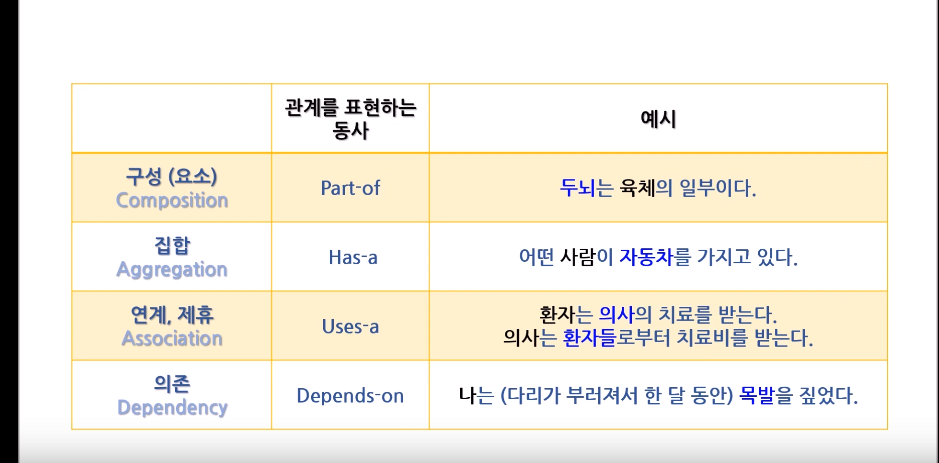 관계를 표현하는
동사
예시
구성 (요소)
Composition
Part-of
두뇌는 육체의 일부이다.
집합
Aggregation
Has-a
어떤 사람이 자동차를 가지고 있다.
연계, 제휴
Association
Uses-a
환자는 의사의 치료를 받는다.
의사는 환자들로부터 치료비를 받는다.
의존
Dependency
Depends-on
나는 (다리가 부러져서 한 달 동안) 목발을 짚었다.